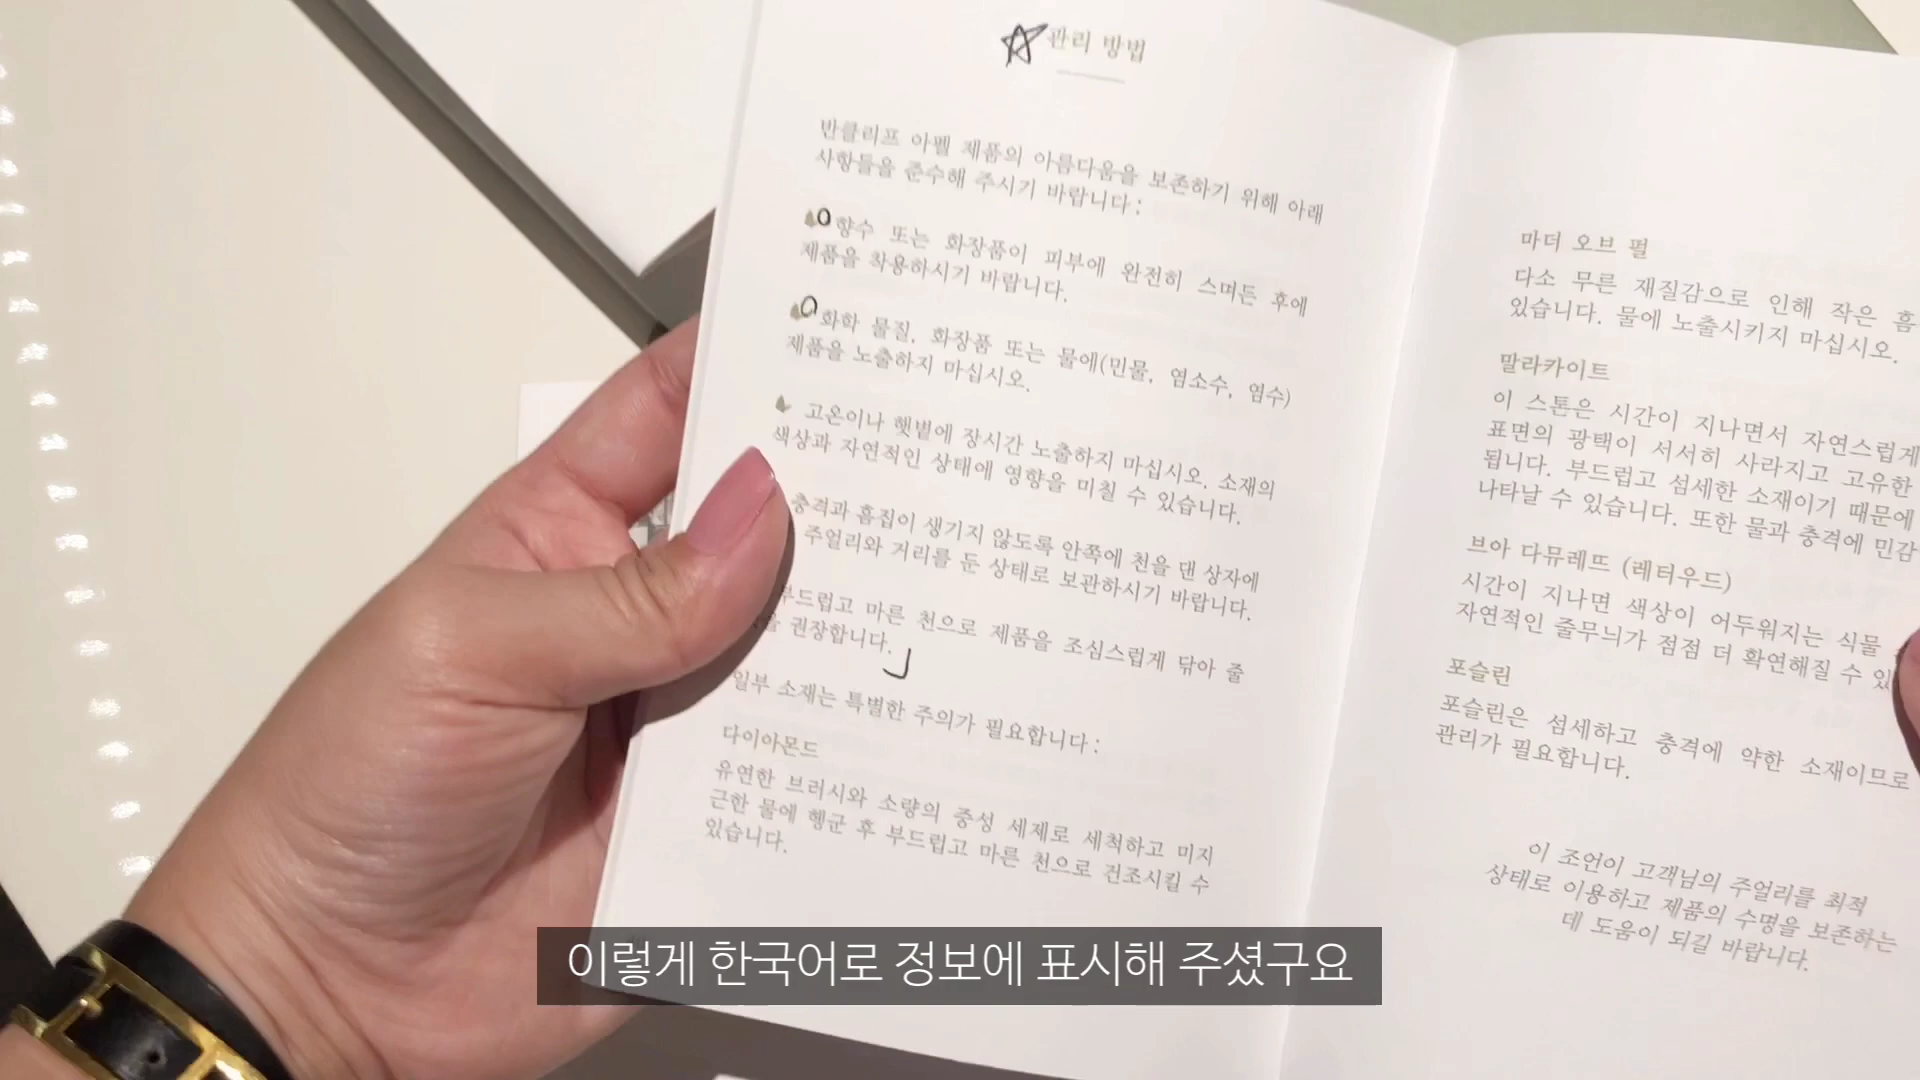 관리 방법
반클리프 아펠 제품의 아름다움을 보존하기 위해 아래
사항들을 준수해 주시기 바랍니다:
향수 또는 화장품이 피부에 완전히 스며든 후에
제품을 착용하시기 바랍니다.
화학 물질, 화장품 또는 물에(민물, 염소수, 염수)
제품을 노출하지 마십시오.
고온이나 햇볕에 장시간 노출하지 마십시오. 소재의
색상과 자연적인 상태에 영향을 미칠 수 있습니다.
충격과 흠집이 생기지 않도록 안쪽에 천을 댄 상자에
주얼리와 거리를 둔 상태로 보관하시기 바랍니다.
부드럽고 마른 천으로 제품을 조심스럽게 닦아 줄
권장합니다.
일부 소재는 특별한 주의가 필요합니다:
다이아몬드
유연한 브러시와 소량의 중성 세제로 세척하고 미지
근한 물에 헹군 후 부드럽고 마른 천으로 건조시킬 수
있습니다.
마더 오브 펄
다소 무른 재질감으로 인해 작은 흠
있습니다. 물에 노출시키지 마십시오.
말라카이트
이 스톤은 시간이 지나면서 자연스럽게
표면의 광택이 서서히 사라지고 고유한
됩니다. 부드럽고 섬세한 소재이기 때문에
나타날 수 있습니다. 또한 물과 충격에 민감
브아 다뮤레뜨 (레터우드)
시간이 지나면 색상이 어두워지는 식물
자연적인 줄무늬가 점점 더 확연해질 수 있
포슬린
포슬린은 섬세하고 충격에 약한 소재이므로
관리가 필요합니다.
이 조언이 고객님의 주얼리를 최적
상태로 이용하고 제품의 수명을 보존하는
데 도움이 되길 바랍니다.
이렇게 한국어로 정보에 표시해 주셨구요